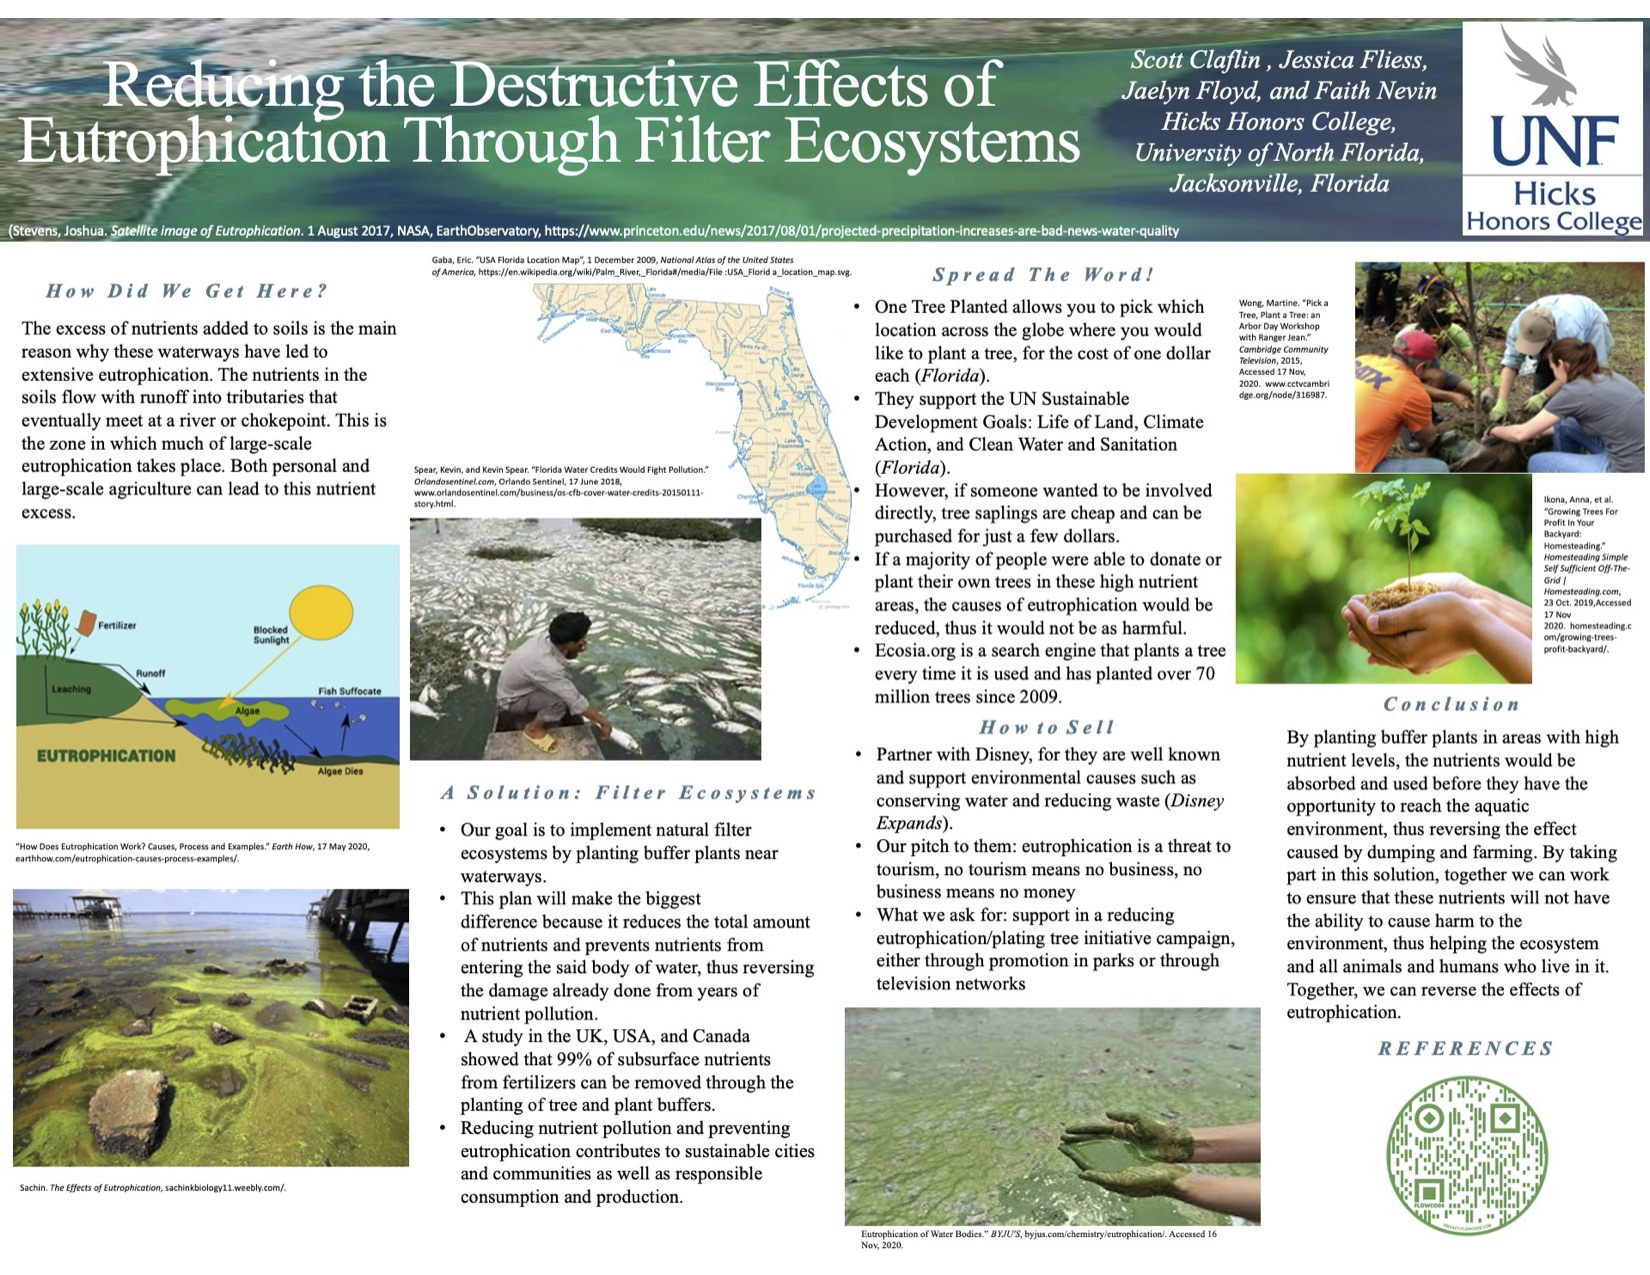 Reducing the Destructive Effects of
Eutrophication Through Filter Ecosystems
Scott Claflin , Jessica Fliess,
Jaelyn Floyd, and Faith Nevin
Hicks Honors College,
University of North Florida,
Jacksonville, Florida
UNF
Hicks
Honors College
(Stevens, Joshua. Satellite image of Eutrophication. 1 August 2017, NASA, EarthObservatory, https://www.princeton.edu/news/2017/08/01/projected-precipitation-increases-are-bad-news-water-quality
How Did We Get Here?
The excess of nutrients added to soils is the main
reason why these waterways have led to
extensive eutrophication. The nutrients in the
soils flow with runoff into tributaries that
eventually meet at a river or chokepoint. This is
the zone in which much of large-scale
eutrophication takes place. Both personal and
large-scale agriculture can lead to this nutrient
excess.
Fertilizer
Blocked
Sunlight
Runoff
Leaching
Fish Suffocate
Algae
EUTROPHICATION
Algae Dies
"How Does Eutrophication Work? Causes, Process and Examples." Earth How, 17 May 2020,
earthhow.com/eutrophication-causes-process-examples/.
Sachin. The Effects of Eutrophication, sachinkbiology11.weebly.com/.
Gaba, Eric. "USA Florida Location Map", 1 December 2009, National Atlas of the United States
of America, https://en.wikipedia.org/wiki/Palm_River,_Florida#/media/File :USA_Florid a_location_map.svg.
Spear, Kevin, and Kevin Spear. "Florida Water Credits Would Fight Pollution."
Orlandosentinel.com, Orlando Sentinel, 17 June 2018,
www.orlandosentinel.com/business/os-cfb-cover-water-credits-20150111-
story.html.
A Solution: Filter Ecosystems
• Our goal is to implement natural filter
ecosystems by planting buffer plants near
waterways.
• This plan will make the biggest
difference because it reduces the total amount
of nutrients and prevents nutrients from
entering the said body of water, thus reversing
the damage already done from years of
nutrient pollution.
• A study in the UK, USA, and Canada
showed that 99% of subsurface nutrients
from fertilizers can be removed through the
planting of tree and plant buffers.
• Reducing nutrient pollution and preventing
eutrophication contributes to sustainable cities
and communities as well as responsible
consumption and production.
Spread The Word!
• One Tree Planted allows you to pick which
location across the globe where you would
like to plant a tree, for the cost of one dollar
each (Florida).
• They support the UN Sustainable
Development Goals: Life of Land, Climate
Action, and Clean Water and Sanitation
(Florida).
• However, if someone wanted to be involved
directly, tree saplings are cheap and can be
purchased for just a few dollars.
• If a majority of people were able to donate or
plant their own trees in these high nutrient
areas, the causes of eutrophication would be
reduced, thus it would not be as harmful.
• Ecosia.org is a search engine that plants a tree
every time it is used and has planted over 70
million trees since 2009.
How to Sell
• Partner with Disney, for they are well known
and support environmental causes such as
conserving water and reducing waste (Disney
Expands).
• Our pitch to them: eutrophication is a threat to
tourism, no tourism means no business, no
business means no money
• What we ask for: support in a reducing
eutrophication/plating tree initiative campaign,
either through promotion in parks or through
television networks
Eutrophication of Water Bodies." BYJU'S, byjus.com/chemistry/eutrophication/. Accessed 16
Nov, 2020.
Wong, Martine. "Pick a
Tree, Plant a Tree: an
Arbor Day Workshop
with Ranger Jean."
Cambridge Community
Television, 2015,
Accessed 17 Nov,
2020. www.cctvcambri
dge.org/node/316987.
Ikona, Anna, et al.
"Growing Trees For
Profit In Your
Backyard:
Homesteading."
Homesteading Simple
Self Sufficient Off-The-
Grid |
Homesteading.com,
23 Oct. 2019,Accessed
17 Nov
2020. homesteading.c
om/growing-trees-
profit-backyard/.
Conclusion
By planting buffer plants in areas with high
nutrient levels, the nutrients would be
absorbed and used before they have the
opportunity to reach the aquatic
environment, thus reversing the effect
caused by dumping and farming. By taking
part in this solution, together we can work
to ensure that these nutrients will not have
the ability to cause harm to the
environment, thus helping the ecosystem
and all animals and humans who live in it.
Together, we can reverse the effects of
eutrophication.
REFERENCES
FLOWCODE